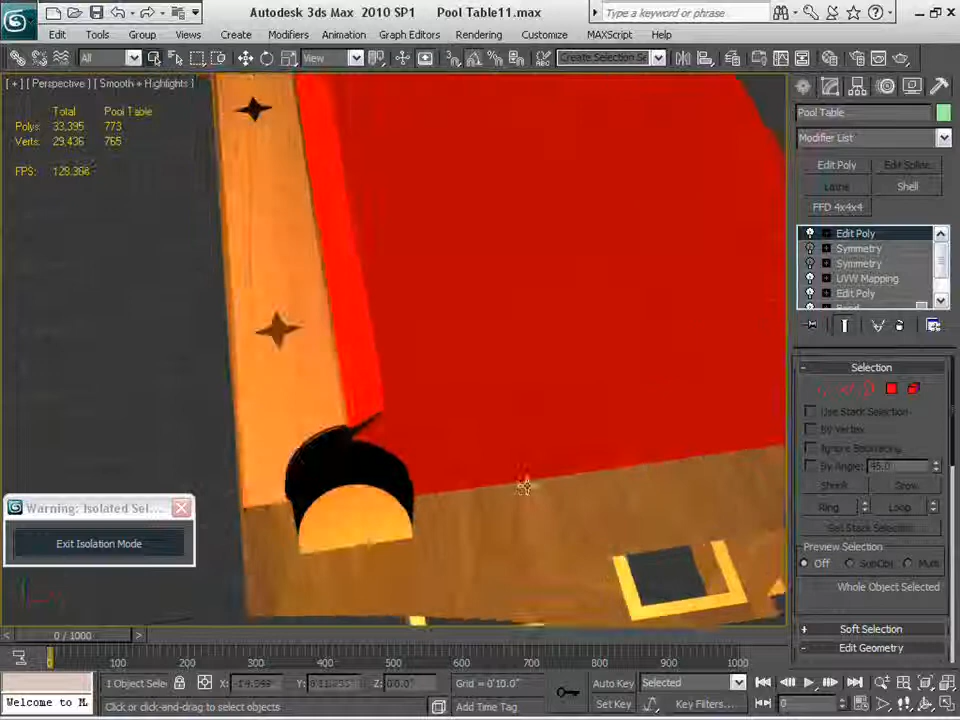 Autodesk 3ds Max 2010 SP1 Pool Table11.max
Type a keyword or phrase
Edit Tools Group Views Create Modifiers Animation Graph Editors Rendering Customize MAXScript Help
All
View
Create Selection Se
[ + ] [ Perspective ] [ Smooth + Highlights ]
Total Pool Table
Polys: 33,395 773
Verts: 29,436 765
FPS:
Pool Table
Modifier List
Edit Poly Edit Spline
Lathe Shell
FFD 4x4x4
Edit Poly
Symmetry
Symmetry
UVW Mapping
Edit Poly
Bend
- Selection
Use Stack Selection
By Vertex
Ignore Backfacing
By Angle: 45.0
Shrink Grow
Ring Loop
Get Stack Selection
Preview Selection
Off SubObj Multi
Whole Object Selected
+ Soft Selection
- Edit Geometry
Warning: Isolated Sel...
Exit Isolation Mode
< 0 / 1000 >
0 100 200 300 400 500 600 700 800 900 1000
1 Object Sele
X: Y: Z: 0'0.0"
Grid = 0'10.0"
Auto Key Selected
Welcome to M
Click or click-and-drag to select objects
Add Time Tag
Set Key Key Filters...
0